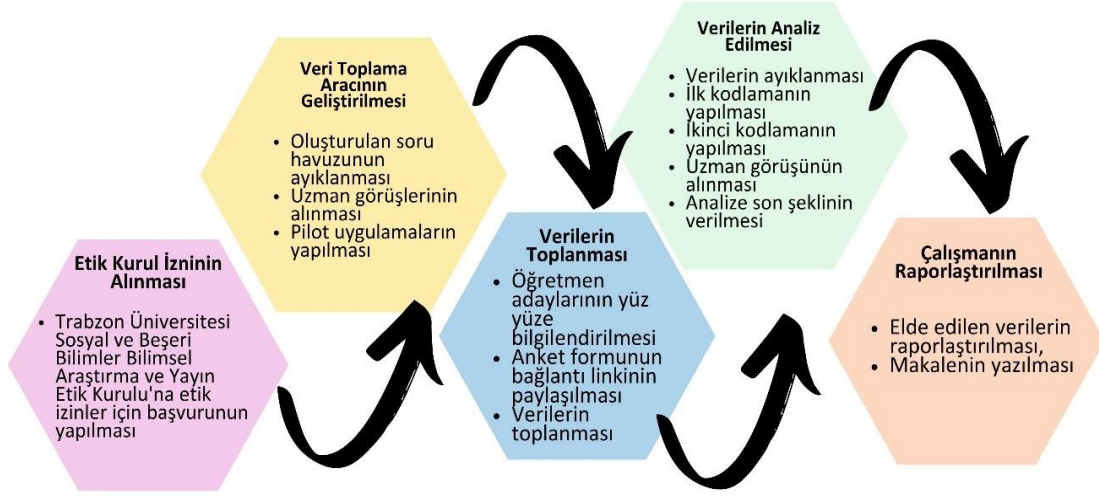 Etik Kurul İzninin
Alınması
• Trabzon Üniversitesi
Sosyal ve Beşeri
Bilimler Bilimsel
Araştırma ve Yayın
Etik Kurulu'na etik
izinler için başvurunun
yapılması
Veri Toplama
Aracının
Geliştirilmesi
• Oluşturulan soru
havuzunun
ayıklanması
• Uzman görüşlerinin
alınması
• Pilot uygulamaların
yapılması
Verilerin
Toplanması
• Öğretmen
adaylarının yüz
yüze
bilgilendirilmesi
• Anket formunun
bağlantı linkinin
paylaşılması
• Verilerin
toplanması
Verilerin Analiz
Edilmesi
• Verilerin ayıklanması
• İlk kodlamanın
yapılması
• İkinci kodlamanın
yapılması
• Uzman görüşünün
alınması
• Analize son şeklinin
verilmesi
Çalışmanın
Raporlaştırılması
• Elde edilen verilerin
raporlaştırılması,
• Makalenin yazılması